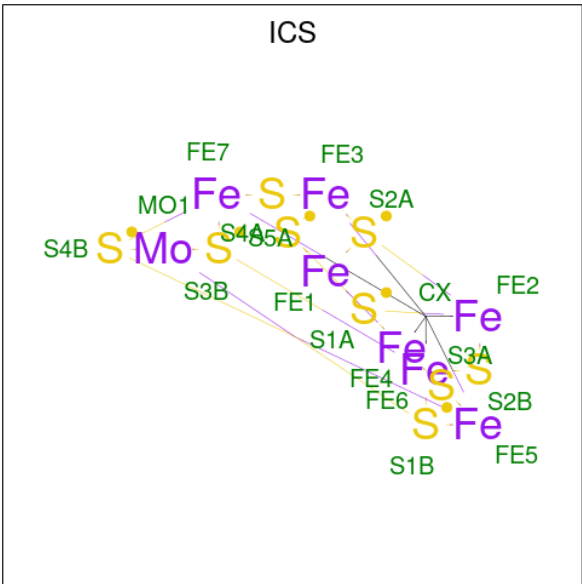 ICS
FE7
FE3
Fe S Fe
MO1
S2A
S4A
S5A
S
S
S4B
S Mo S
Fe
S3B
FE1
S
CX
FE2
Fe
S1A
Fe
S3A
FE4
Fe
S
FE6
S
S2B
S Fe
S1B
FE5